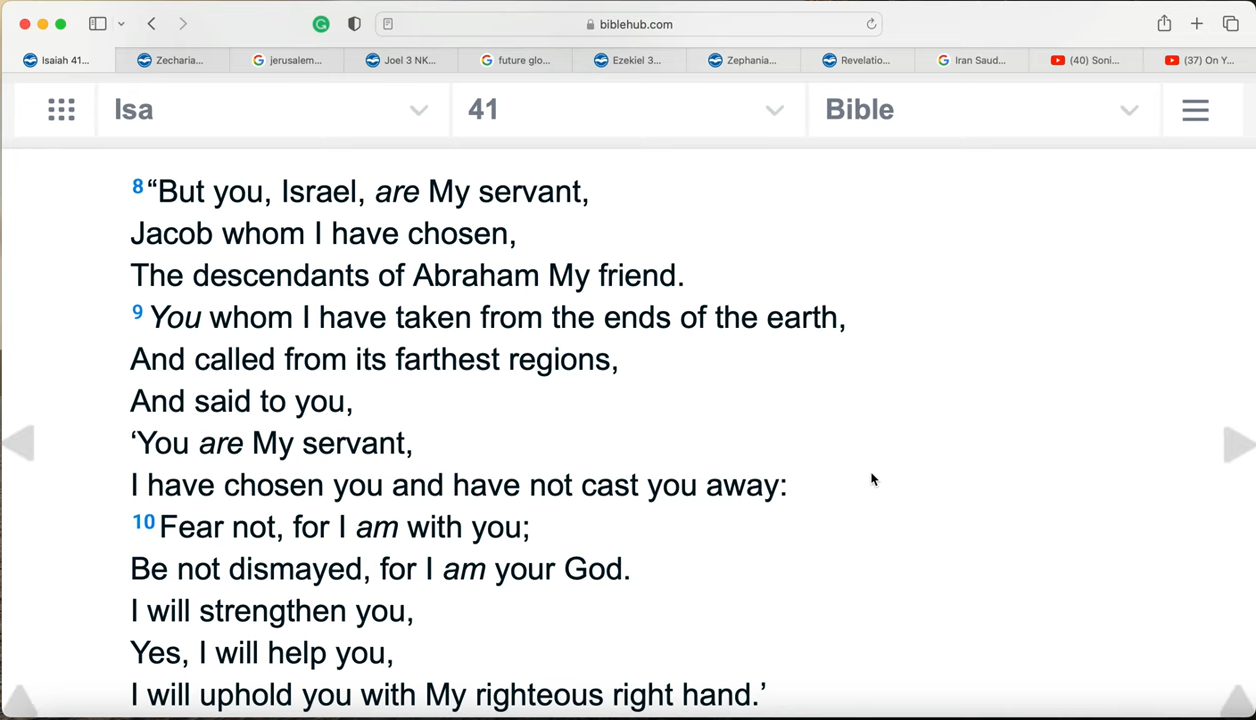 biblehub.com
Isaiah 41...
Zecharia...
jerusalem...
Joel 3 NK...
future glo...
Ezekiel 3...
Zephania...
Revelatio...
Iran Saud...
(40) Soni...
(37) On Y...
Isa
41
Bible
8 “But you, Israel, are My servant,
Jacob whom I have chosen,
The descendants of Abraham My friend.
9 You whom I have taken from the ends of the earth,
And called from its farthest regions,
And said to you,
‘You are My servant,
I have chosen you and have not cast you away:
10 Fear not, for I am with you;
Be not dismayed, for I am your God.
I will strengthen you,
Yes, I will help you,
I will uphold you with My righteous right hand.’